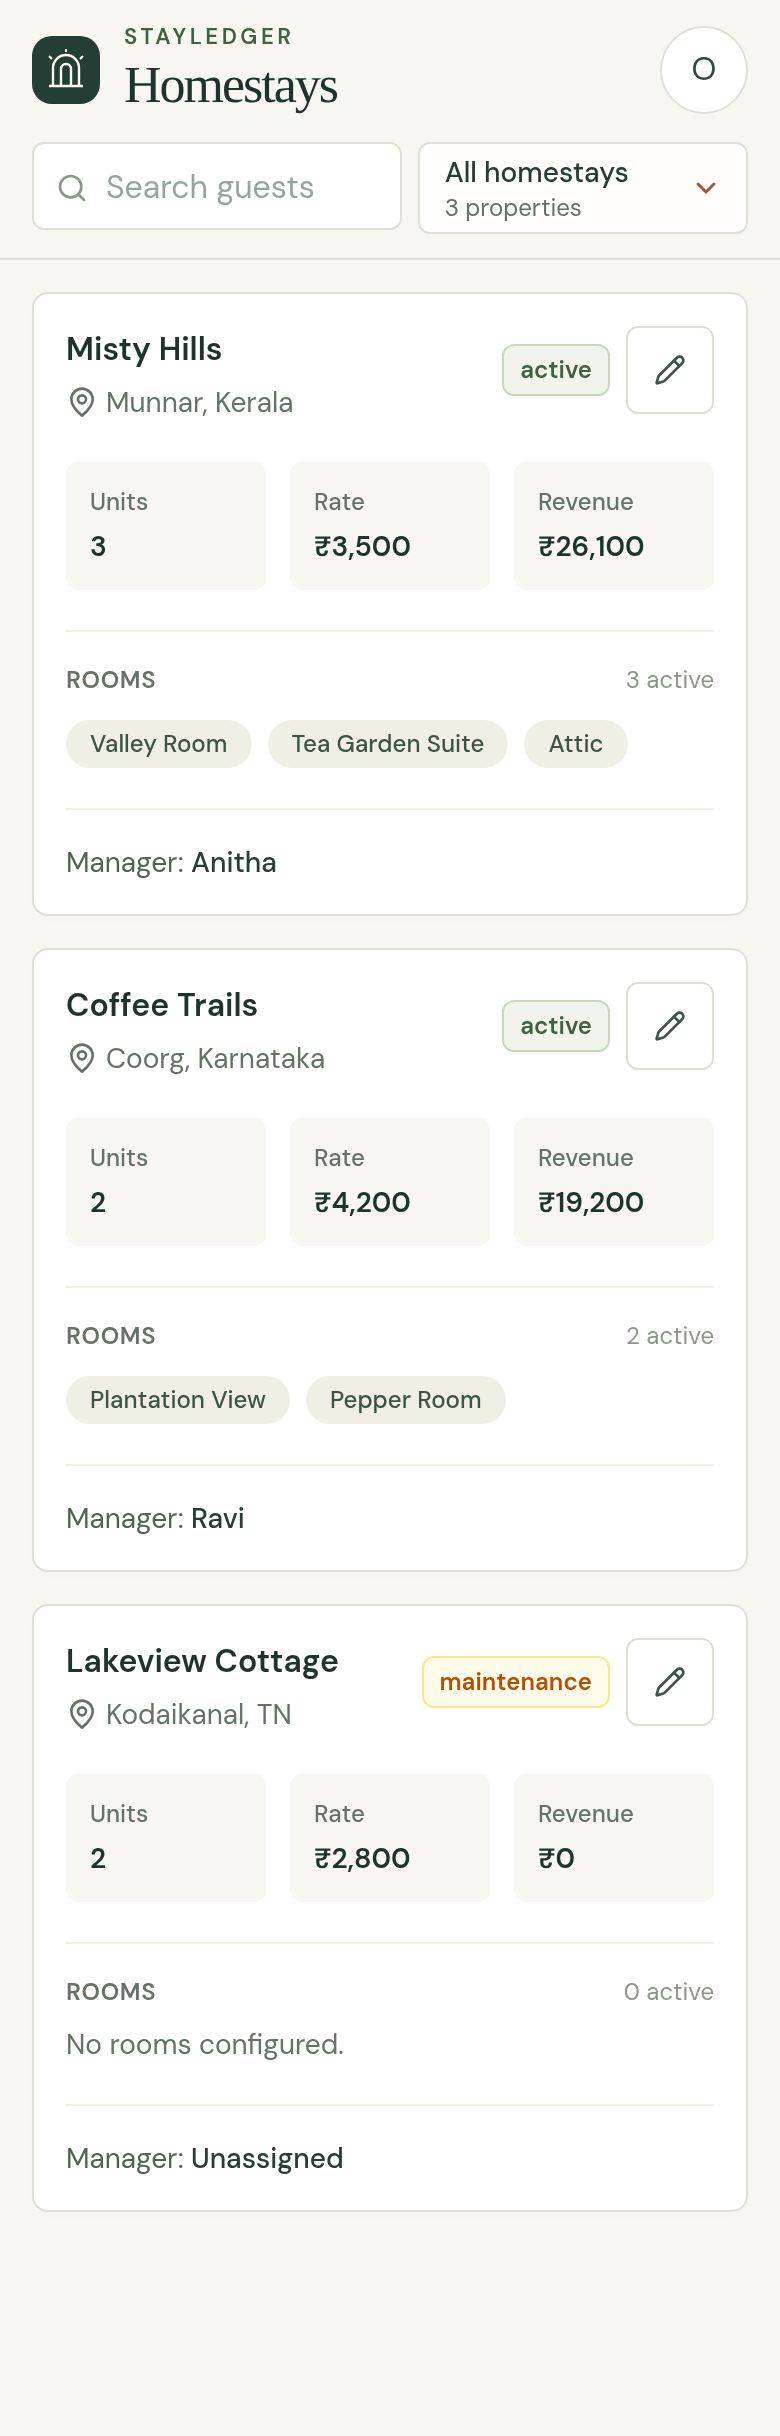 STAYLEDGER
Homestays
O
Search guests
All homestays
3 properties
Misty Hills
active
Munnar, Kerala
Units
3
Rate
₹3,500
Revenue
₹26,100
ROOMS
3 active
Valley Room
Tea Garden Suite
Attic
Manager: Anitha
Coffee Trails
active
Coorg, Karnataka
Units
2
Rate
₹4,200
Revenue
₹19,200
ROOMS
2 active
Plantation View
Pepper Room
Manager: Ravi
Lakeview Cottage
maintenance
Kodaikanal, TN
Units
2
Rate
₹2,800
Revenue
₹0
ROOMS
0 active
No rooms configured.
Manager: Unassigned